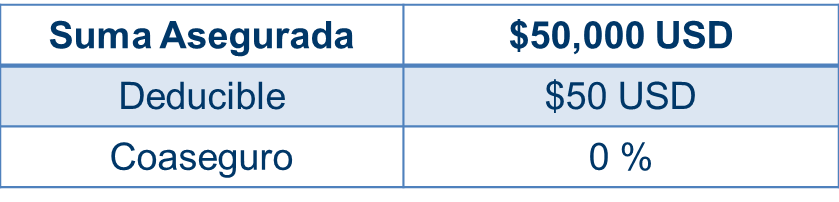 Suma Asegurada $50,000 USD
Deducible $50 USD
Coaseguro 0 %